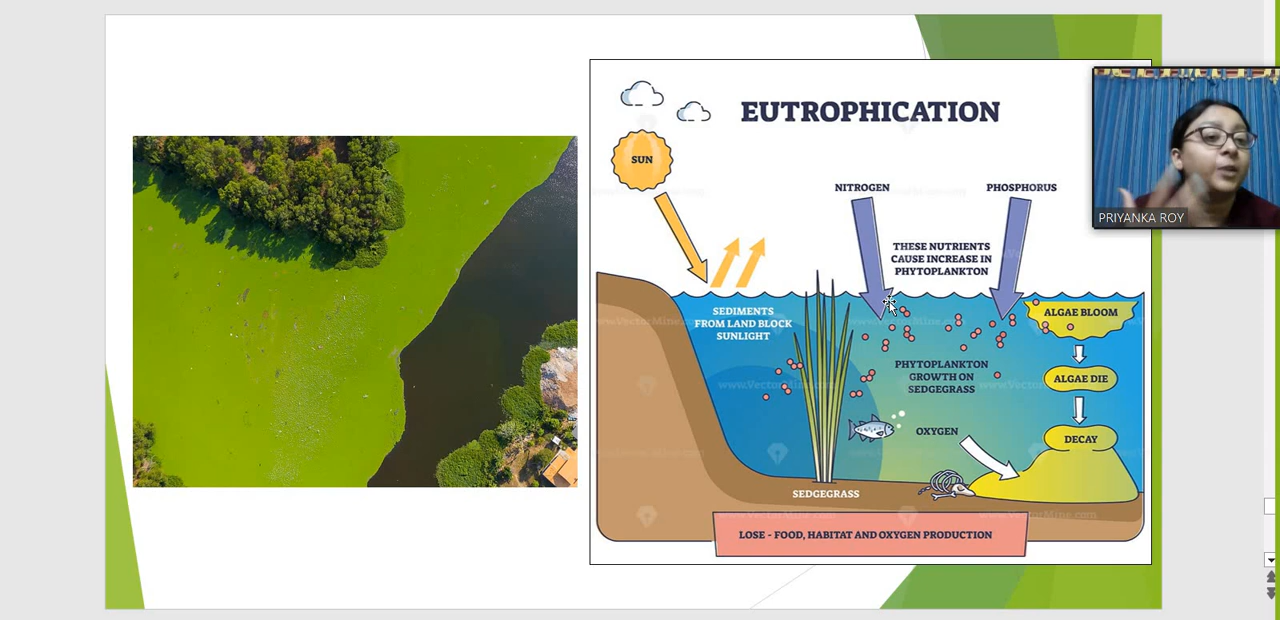 EUTROPHICATION
SUN
NITROGEN
PHOSPHORUS
PRIYANKA ROY
THESE NUTRIENTS
CAUSE INCREASE IN
PHYTOPLANKTON
SEDIMENTS
FROM LAND BLOCK
SUNLIGHT
ALGAE BLOOM
PHYTOPLANKTON
GROWTH ON
SEDGEGRASS
ALGAE DIE
OXYGEN
DECAY
SEDGEGRASS
LOSE - FOOD, HABITAT AND OXYGEN PRODUCTION